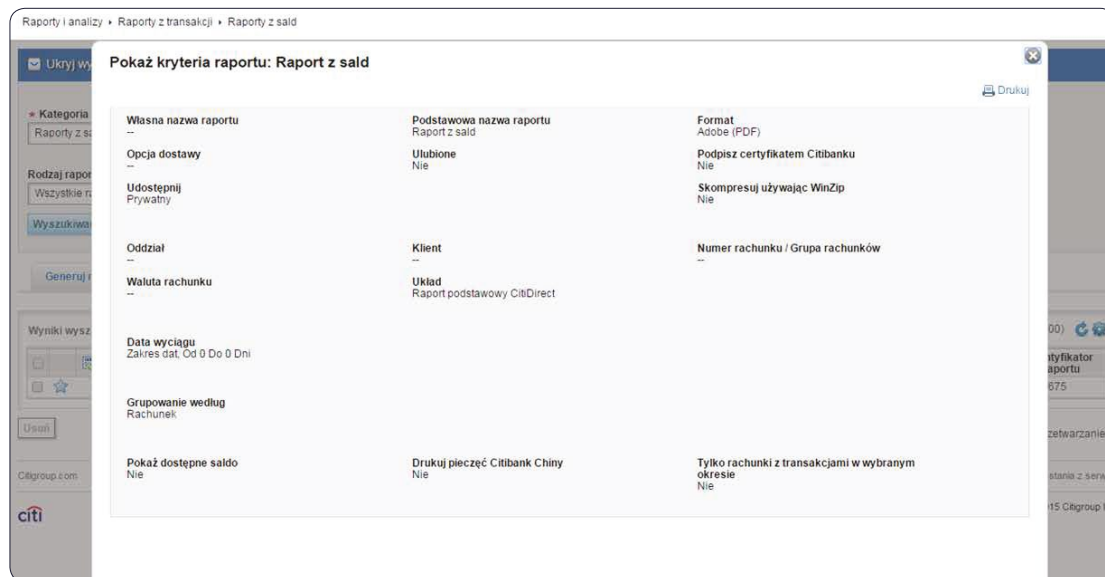 Raporty i analizy ▸ Raporty z transakcji ▸ Raporty z sald
Ukryj wy
Pokaż kryteria raportu: Raport z sald
Drukuj
* Kategoria
Raporty z sa
Rodzaj rapor
Wszystkie ra
Wyszukiwa
Generuj r
Wyniki wysz
Usuń
Citigroup.com
citi
Własna nazwa raportu
--
Podstawowa nazwa raportu
Raport z sald
Format
Adobe (PDF)
Opcja dostawy
--
Ulubione
Nie
Podpisz certyfikatem Citibanku
Nie
Udostępnij
Prywatny
Skompresuj używając WinZip
Nie
Oddział
--
Klient
--
Numer rachunku / Grupa rachunków
--
Waluta rachunku
--
Układ
Raport podstawowy CitiDirect
Data wyciągu
Zakres dat, Od 0 Do 0 Dni
Grupowanie według
Rachunek
Pokaż dostępne saldo
Nie
Drukuj pieczęć Citibank Chiny
Nie
Tylko rachunki z transakcjami w wybranym
okresie
Nie
00)
ntyfikator
aportu
675
zetwarzanie
stania z serw
15 Citigroup I